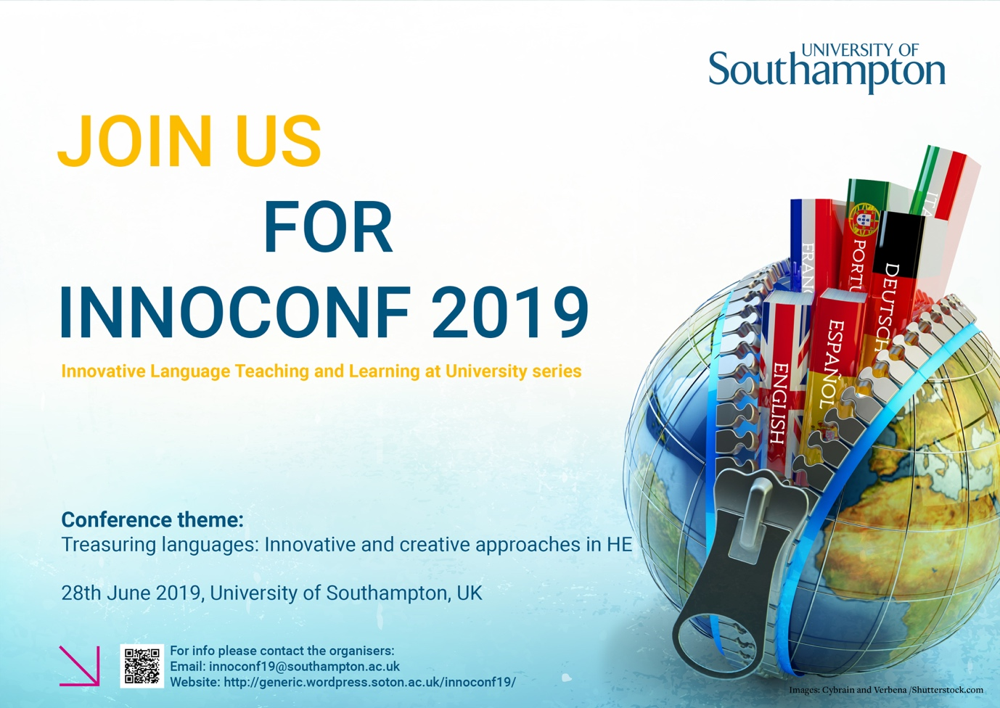 UNIVERSITY OF
Southampton
JOIN US
FOR
INNOCONF 2019
Innovative Language Teaching and Learning at University series
ITA
FRANÇ
PORTU
DEUTSCH
ESPAÑOL
ENGLISH
Conference theme:
Treasuring languages: Innovative and creative approaches in HE
28th June 2019, University of Southampton, UK
For info please contact the organisers:
Email: innoconf19@southampton.ac.uk
Website: http://generic.wordpress.soton.ac.uk/innoconf19/
Images: Cybrain and Verbena /Shutterstock.com